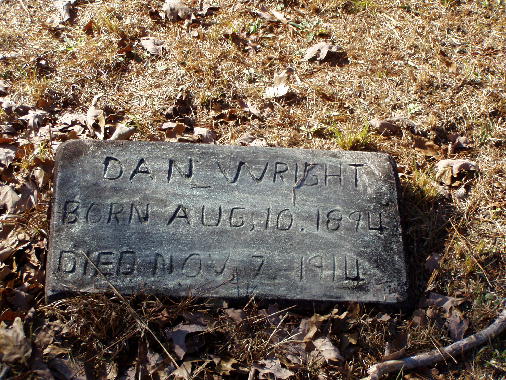 DAN WRIGHT
BORN AUG, 10, 1894
DIED NOV, 7, 1914